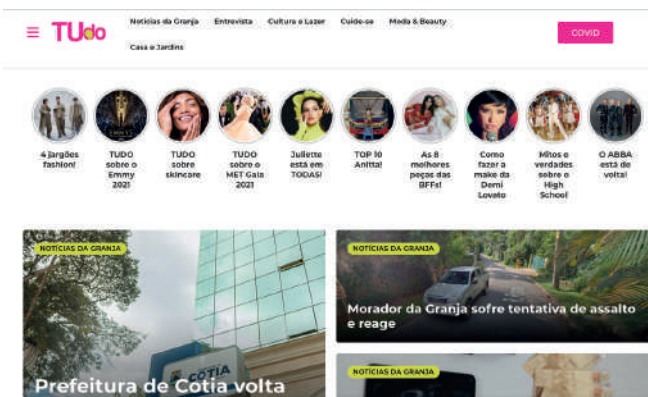 TUdo
Notícias da Granja Entrevista Cultura e Lazer Cuide-se Moda & Beauty
COVID
Casa e Jardins
4 jargões fashion!
TUDO sobre o Emmy 2021
TUDO sobre skincare
TUDO sobre o MET Gala 2021
Juliette está em TODAS!
TOP 10 Anitta!
As 8 melhores peças das BFFs!
Como fazer a make da Demi Lovato
Mitos e verdades sobre o High School
O ABBA está de volta!
NOTÍCIAS DA GRANJA
COTIA
Prefeitura de Cotia volta
NOTÍCIAS DA GRANJA
Morador da Granja sofre tentativa de assalto
e reage
NOTÍCIAS DA GRANJA